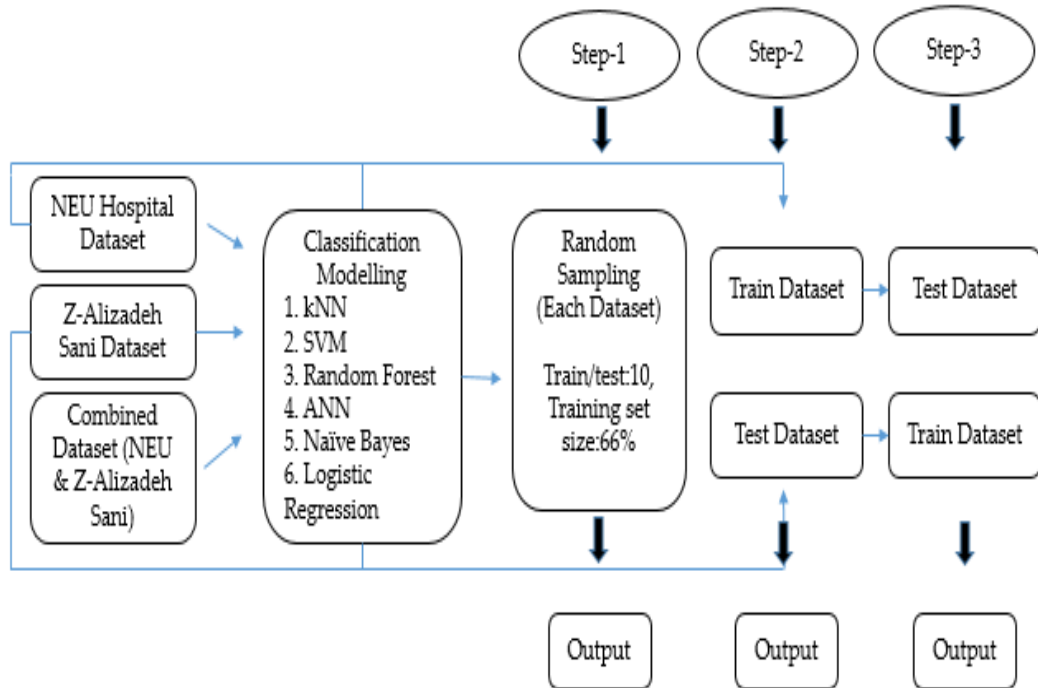 Step-1
Step-2
Step-3
NEU Hospital
Dataset
Z-Alizadeh
Sani Dataset
Combined
Dataset (NEU
& Z-Alizadeh
Sani)
Classification
Modelling
1. kNN
2. SVM
3. Random Forest
4. ANN
5. Naïve Bayes
6. Logistic
Regression
Random
Sampling
(Each Dataset)
Train/test:10,
Training set
size:66%
Train Dataset
Test Dataset
Test Dataset
Train Dataset
Output
Output
Output